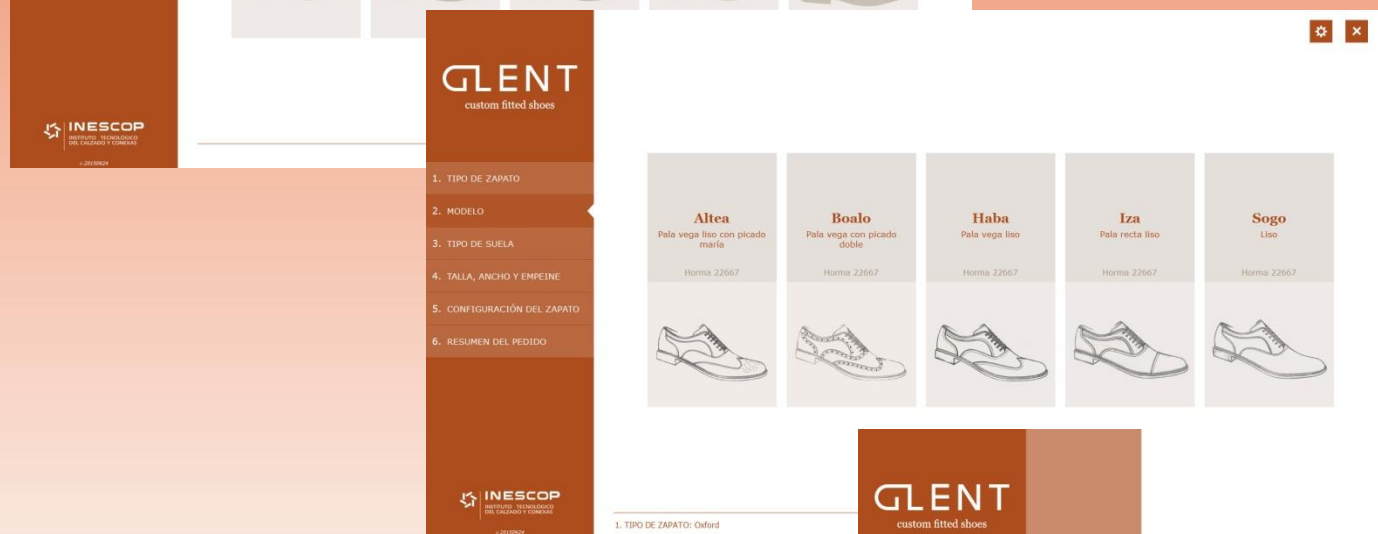 INESCOP
INSTITUTO TECNOLÓGICO
DEL CALZADO Y CONEXAS
v.20150624
GLENT
custom fitted shoes
1. TIPO DE ZAPATO
2. MODELO
3. TIPO DE SUELA
4. TALLA, ANCHO Y EMPEINE
5. CONFIGURACIÓN DEL ZAPATO
6. RESUMEN DEL PEDIDO
Altea
Pala vega liso con picado
maría
Horma 22667
Boalo
Pala vega con picado
doble
Horma 22667
Haba
Pala vega liso
Horma 22667
Iza
Pala recta liso
Horma 22667
Sogo
Liso
Horma 22667
INESCOP
INSTITUTO TECNOLÓGICO
DEL CALZADO Y CONEXAS
v.20150624
1. TIPO DE ZAPATO: Oxford
GLENT
custom fitted shoes